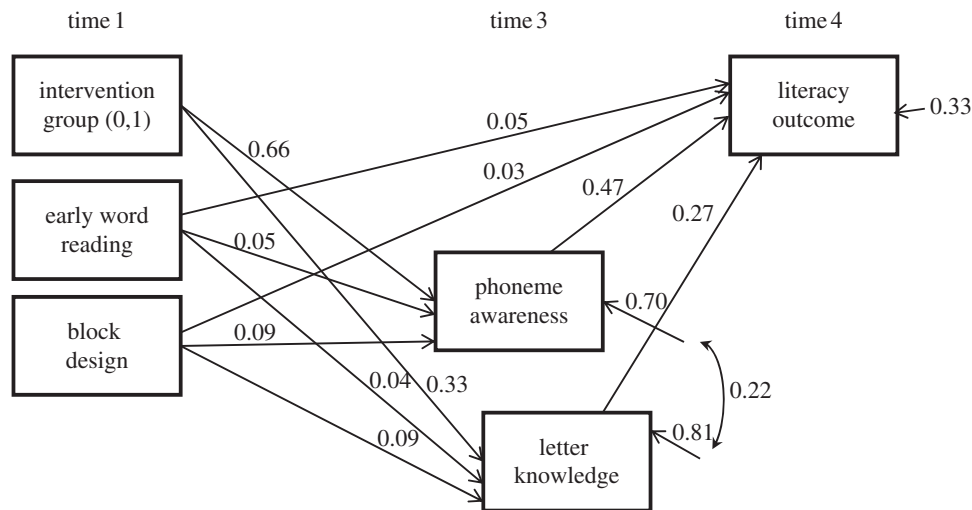 time 1
time 3
time 4
intervention
group (0,1)
literacy
outcome
0.33
0.05
0.66
0.03
0.47
early word
reading
0.27
0.05
phoneme
awareness
0.70
block
design
0.09
0.04
0.33
0.22
0.09
0.81
letter
knowledge